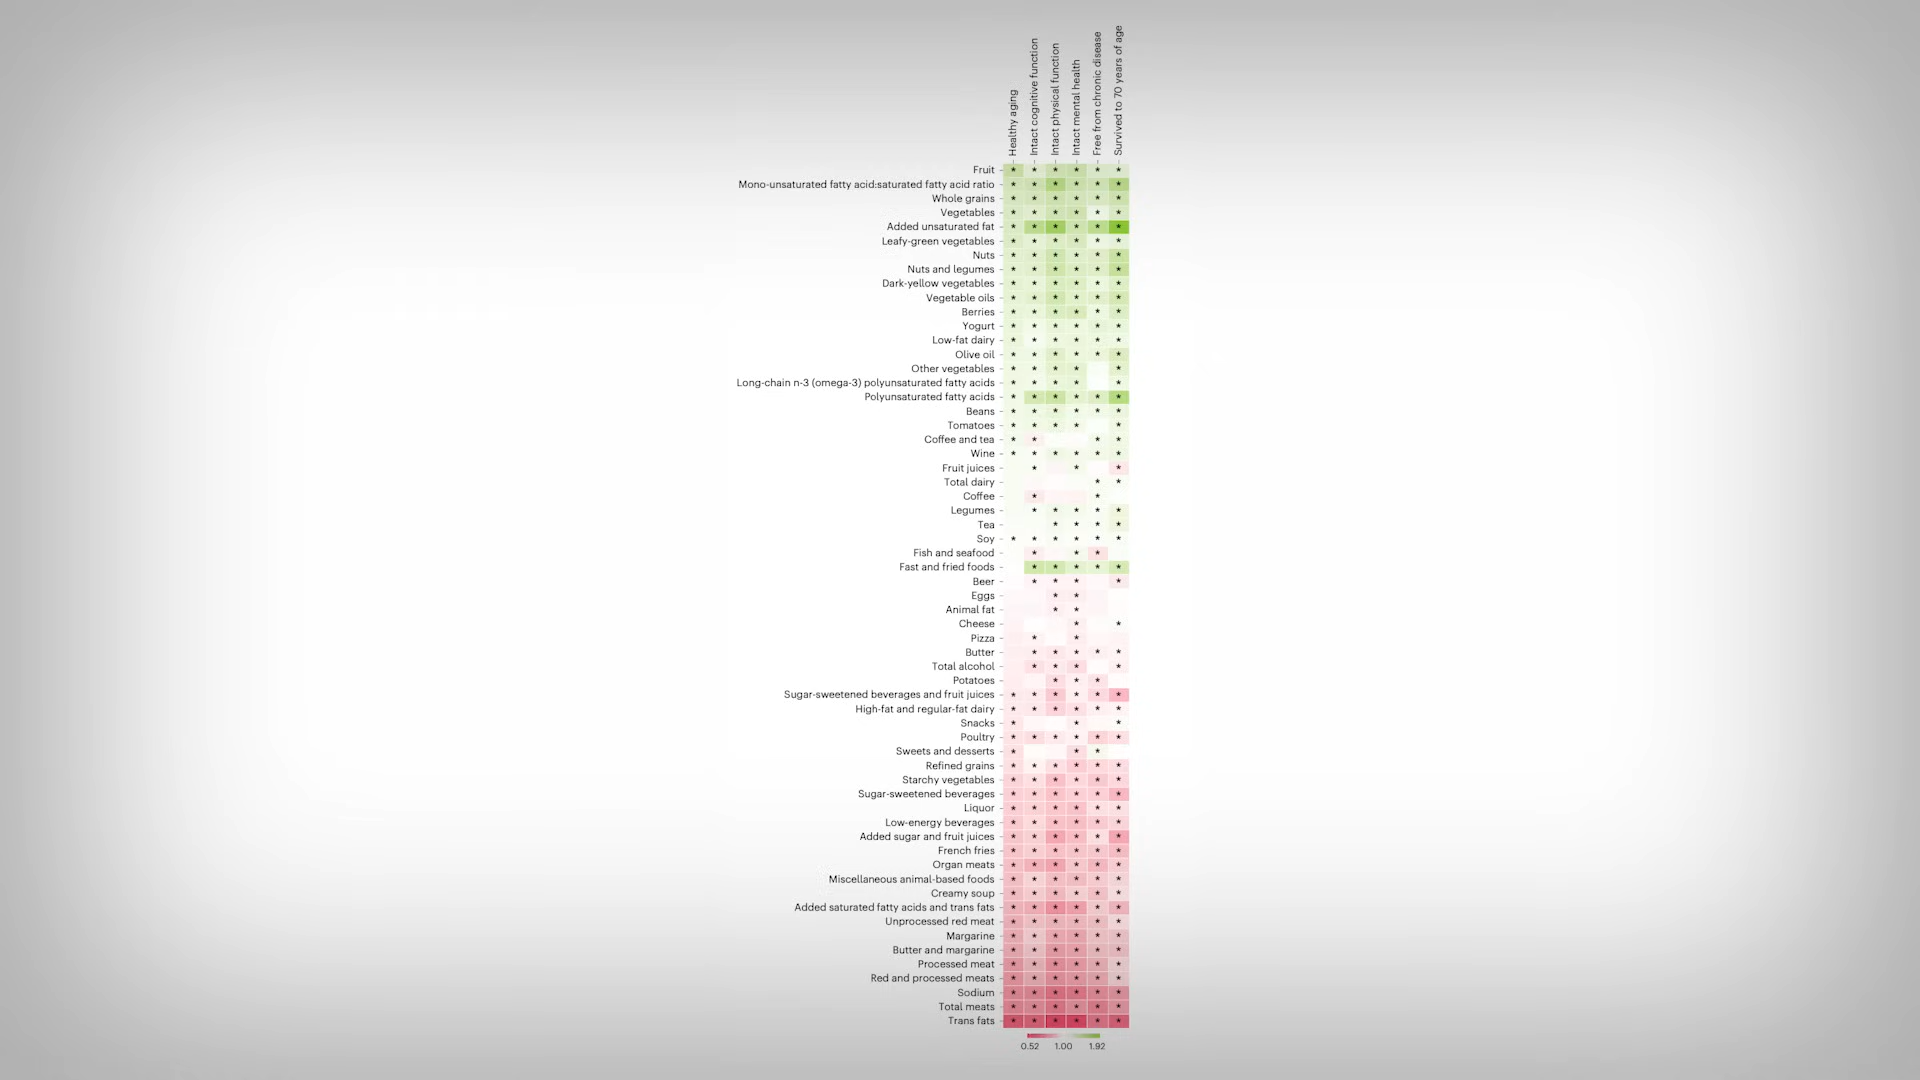 Healthy aging
Intact cognitive function
Intact physical function
Intact mental health
Free from chronic disease
Survived to 70 years of age
Fruit * * * * * *
Mono-unsaturated fatty acid:saturated fatty acid ratio * * * * * *
Whole grains * * * * * *
Vegetables * * * * * *
Added unsaturated fat * * * * * *
Leafy-green vegetables * * * * * *
Nuts * * * * * *
Nuts and legumes * * * * * *
Dark-yellow vegetables * * * * * *
Vegetable oils * * * * * *
Berries * * * * * *
Yogurt * * * * * *
Low-fat dairy * * * * * *
Olive oil * * * * * *
Other vegetables * * * * *
Long-chain n-3 (omega-3) polyunsaturated fatty acids * * * * *
Polyunsaturated fatty acids * * * * * *
Beans * * * * * *
Tomatoes * * * * *
Coffee and tea * * * *
Wine * * * * * *
Fruit juices * * *
Total dairy * *
Coffee * *
Legumes * * * * *
Tea * * * *
Soy * * * * * *
Fish and seafood * * *
Fast and fried foods * * * * *
Beer * * * *
Eggs * *
Animal fat * *
Cheese * *
Pizza * *
Butter * * * * *
Total alcohol * * * *
Potatoes * * *
Sugar-sweetened beverages and fruit juices * * * * * *
High-fat and regular-fat dairy * * * * * *
Snacks * * *
Poultry * * * * * *
Sweets and desserts * * *
Refined grains * * * * * *
Starchy vegetables * * * * * *
Sugar-sweetened beverages * * * * * *
Liquor * * * * * *
Low-energy beverages * * * * * *
Added sugar and fruit juices * * * * * *
French fries * * * * * *
Organ meats * * * * * *
Miscellaneous animal-based foods * * * * * *
Creamy soup * * * * * *
Added saturated fatty acids and trans fats * * * * * *
Unprocessed red meat * * * * * *
Margarine * * * * * *
Butter and margarine * * * * * *
Processed meat * * * * * *
Red and processed meats * * * * * *
Sodium * * * * * *
Total meats * * * * * *
Trans fats * * * * * *
0.52 1.00 1.92